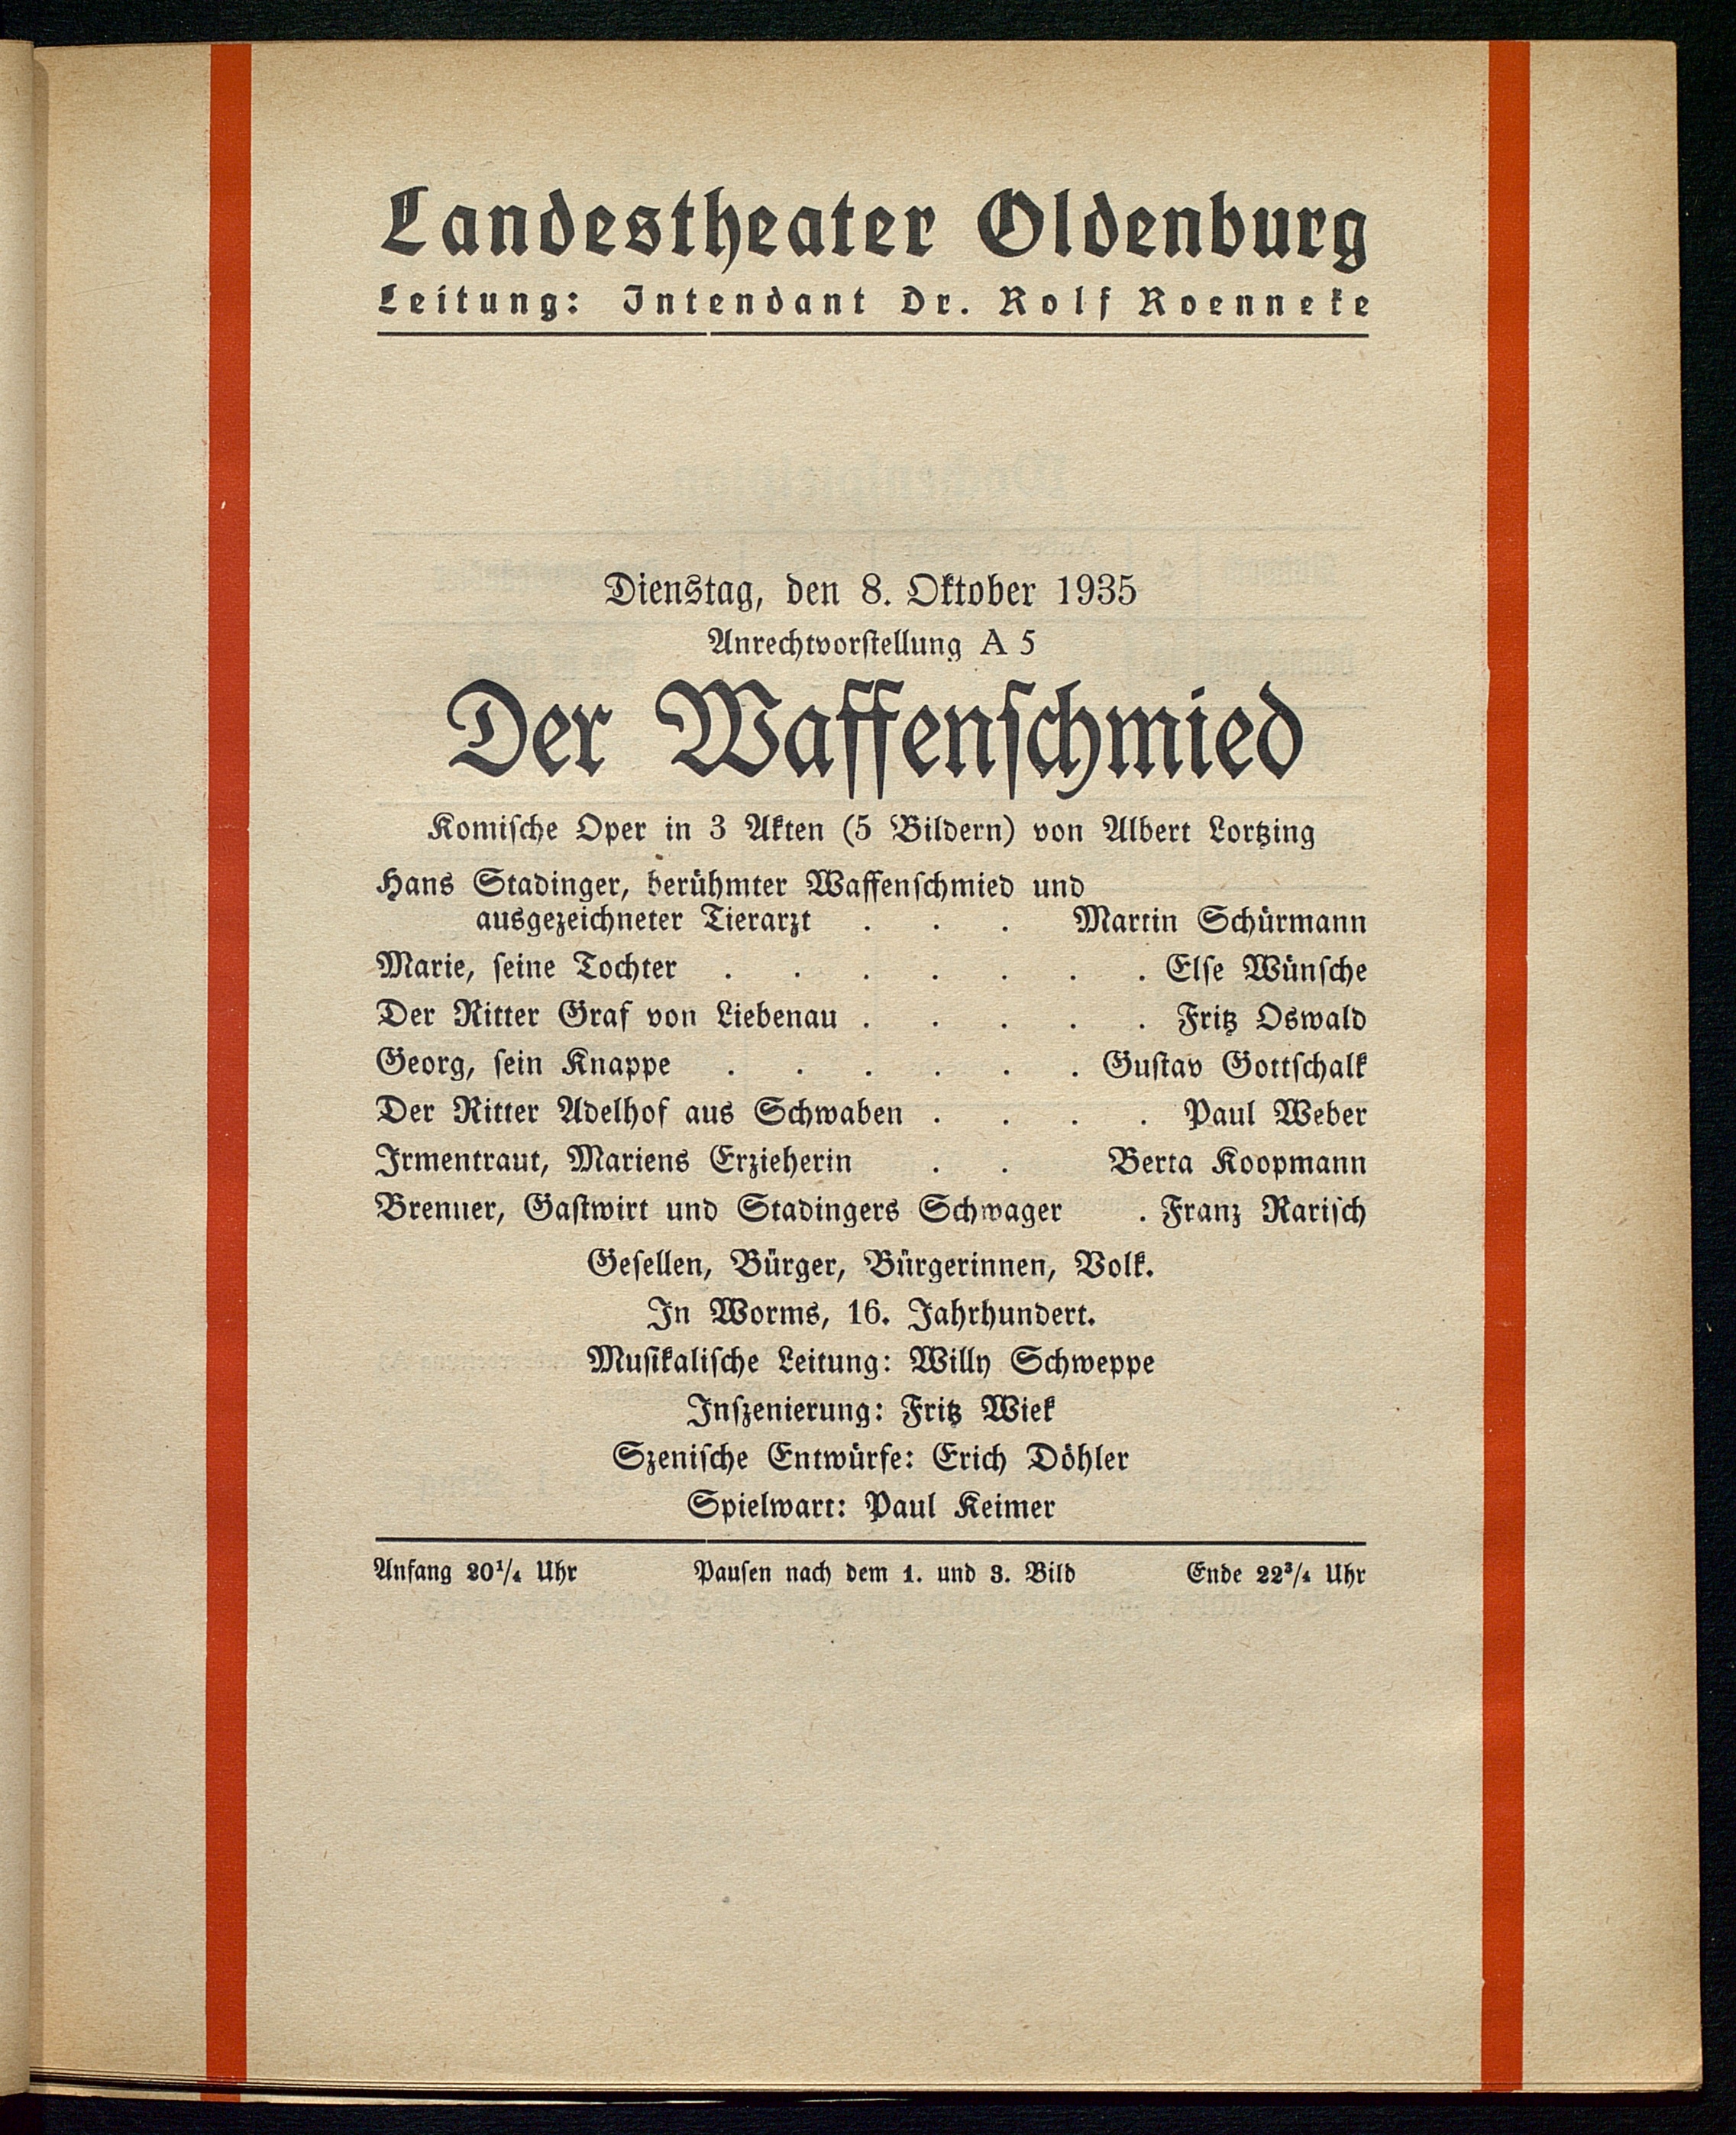 Landestheater Oldenburg
Leitung: Intendant Dr. Rolf Roenneke
Dienstag, den 8. Oktober 1935
Anrechtvorstellung A 5
Der Waffenschmied
Komische Oper in 3 Akten (5 Bildern) von Albert Lortzing
Hans Stadinger, berühmter Waffenschmied und
ausgezeichneter Tierarzt . . . Martin Schürmann
Marie, seine Tochter . . . . . . . Else Wünsche
Der Ritter Graf von Liebenau . . . . . Fritz Oswald
Georg, sein Knappe . . . . . . Gustav Gottschalk
Der Ritter Adelhof aus Schwaben . . . . Paul Weber
Irmentraut, Mariens Erzieherin . . Berta Koopmann
Brenner, Gastwirt und Stadingers Schwager . Franz Rarisch
Gesellen, Bürger, Bürgerinnen, Volk.
In Worms, 16. Jahrhundert.
Musikalische Leitung: Willy Schweppe
Inszenierung: Fritz Wiek
Szenische Entwürfe: Erich Döhler
Spielwart: Paul Keimer
Anfang 20¹/₄ Uhr Pausen nach dem 1. und 3. Bild Ende 22³/₄ Uhr